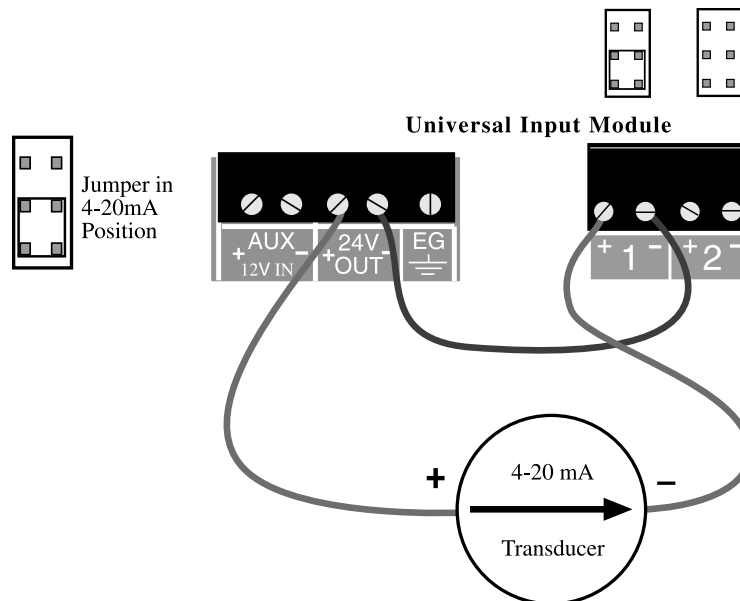 Universal Input Module
Jumper in
4-20mA
Position
+ AUX −
12V IN
24V
+ OUT −
EG
+ 1 −
+ 2 −
+
4-20 mA
−
Transducer